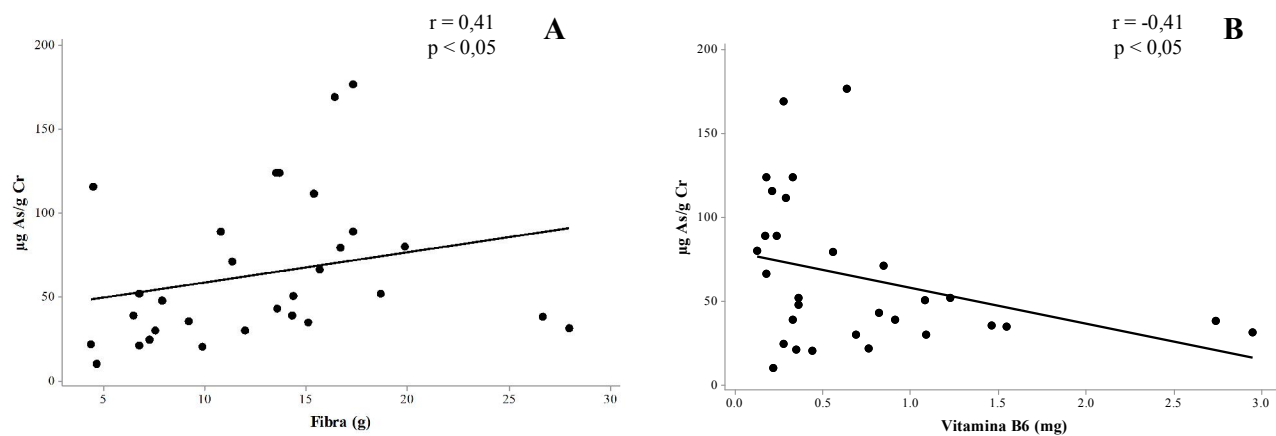 r = 0,41
p < 0,05
A
200
150
100
50
0
µg As/g Cr
5
10
15
20
25
30
Fibra (g)
r = -0,41
p < 0,05
B
200
150
100
50
0
µg As/g Cr
0.0
0.5
1.0
1.5
2.0
2.5
3.0
Vitamina B6 (mg)